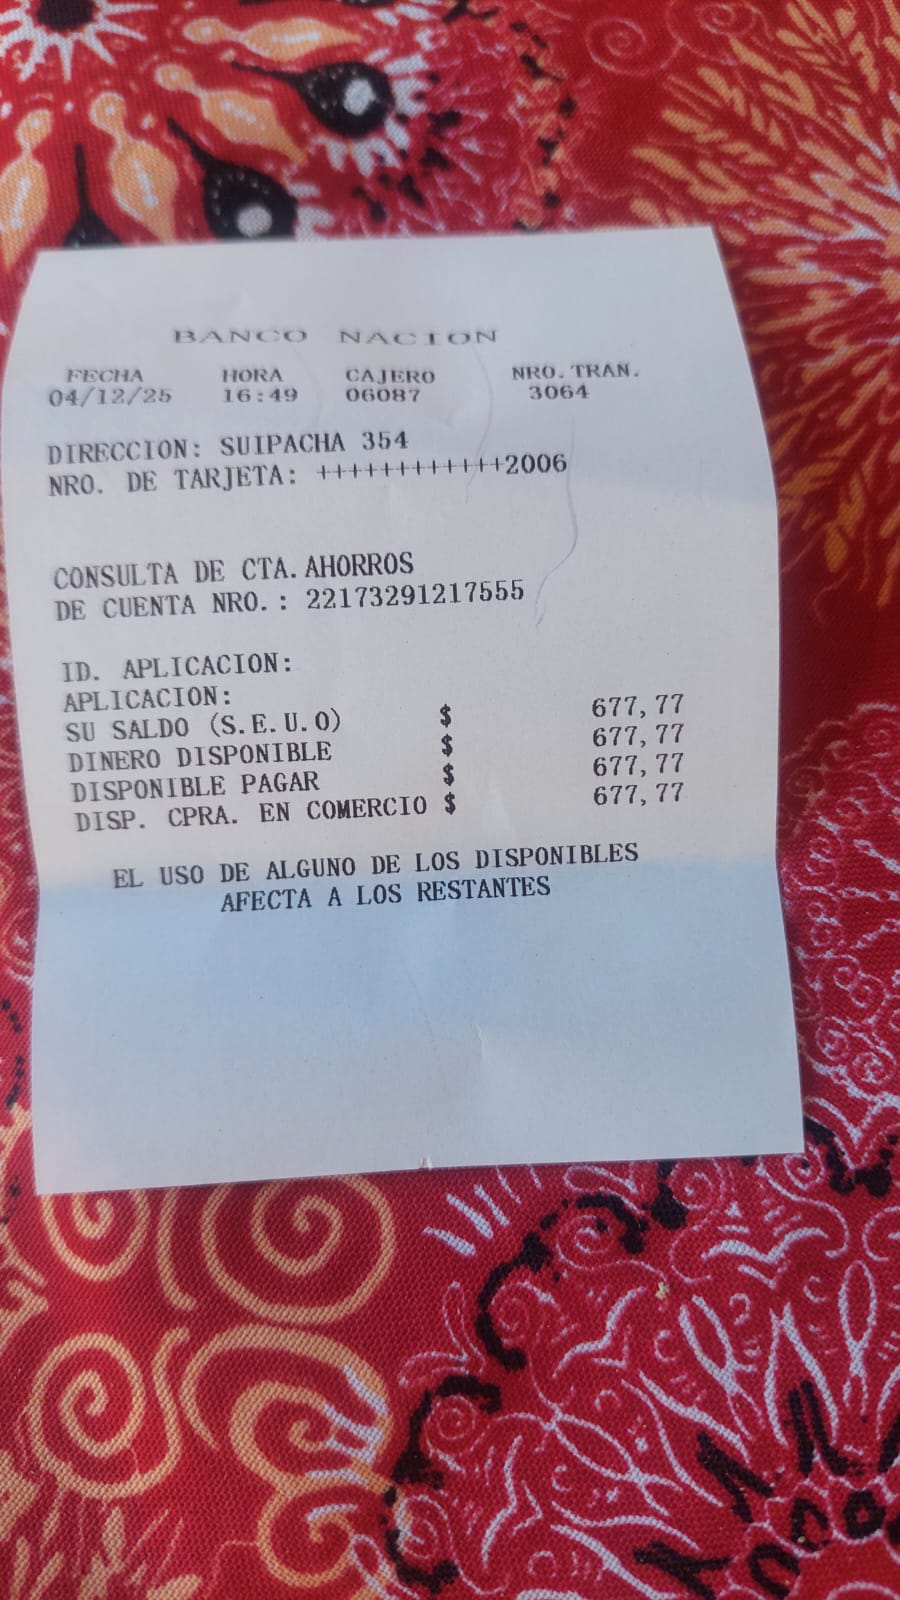 BANCO NACION
FECHA HORA CAJERO NRO. TRAN.
04/12/25 16:49 06087 3064
DIRECCION: SUIPACHA 354
NRO. DE TARJETA: ++++++++++++2006
CONSULTA DE CTA. AHORROS
DE CUENTA NRO.: 22173291217555
ID. APLICACION:
APLICACION:
SU SALDO (S.E.U.O) $ 677,77
DINERO DISPONIBLE $ 677,77
DISPONIBLE PAGAR $ 677,77
DISP. CPRA. EN COMERCIO $ 677,77
EL USO DE ALGUNO DE LOS DISPONIBLES
AFECTA A LOS RESTANTES